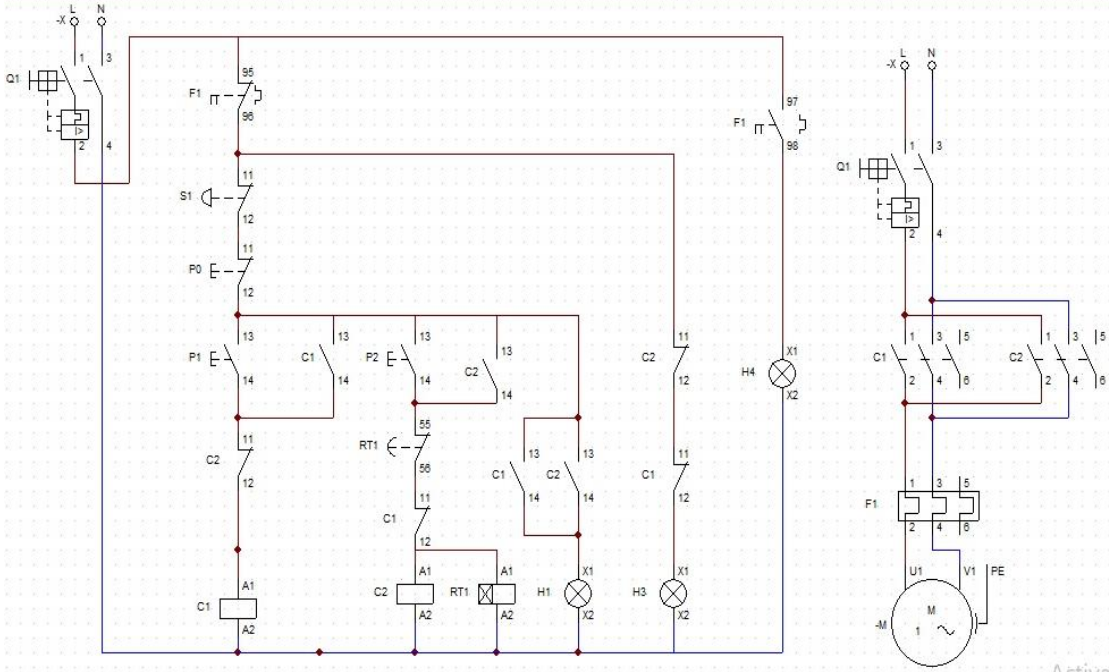 L N
-X
1 3
Q1
I>
2 4
95
F1
96
97
F1
98
11
S1
12
11
P0
12
13 13 13 13
P1 C1 P2 C2
14 14 14 14
11
C2
12
X1
H4
X2
55
RT1
56
11
C2
12
13 13
C1 C2
14 14
11
C1
12
11
C1
12
A1 A1 A1 X1 X1
C1 C2 RT1 H1 H3
A2 A2 A2 X2 X2
L N
-X
1 3
Q1
I>
2 4
1 3 5 1 3 5
C1 C2
2 4 6 2 4 6
1 3 5
F1
2 4 6
U1 V1 PE
-M M
1
Active